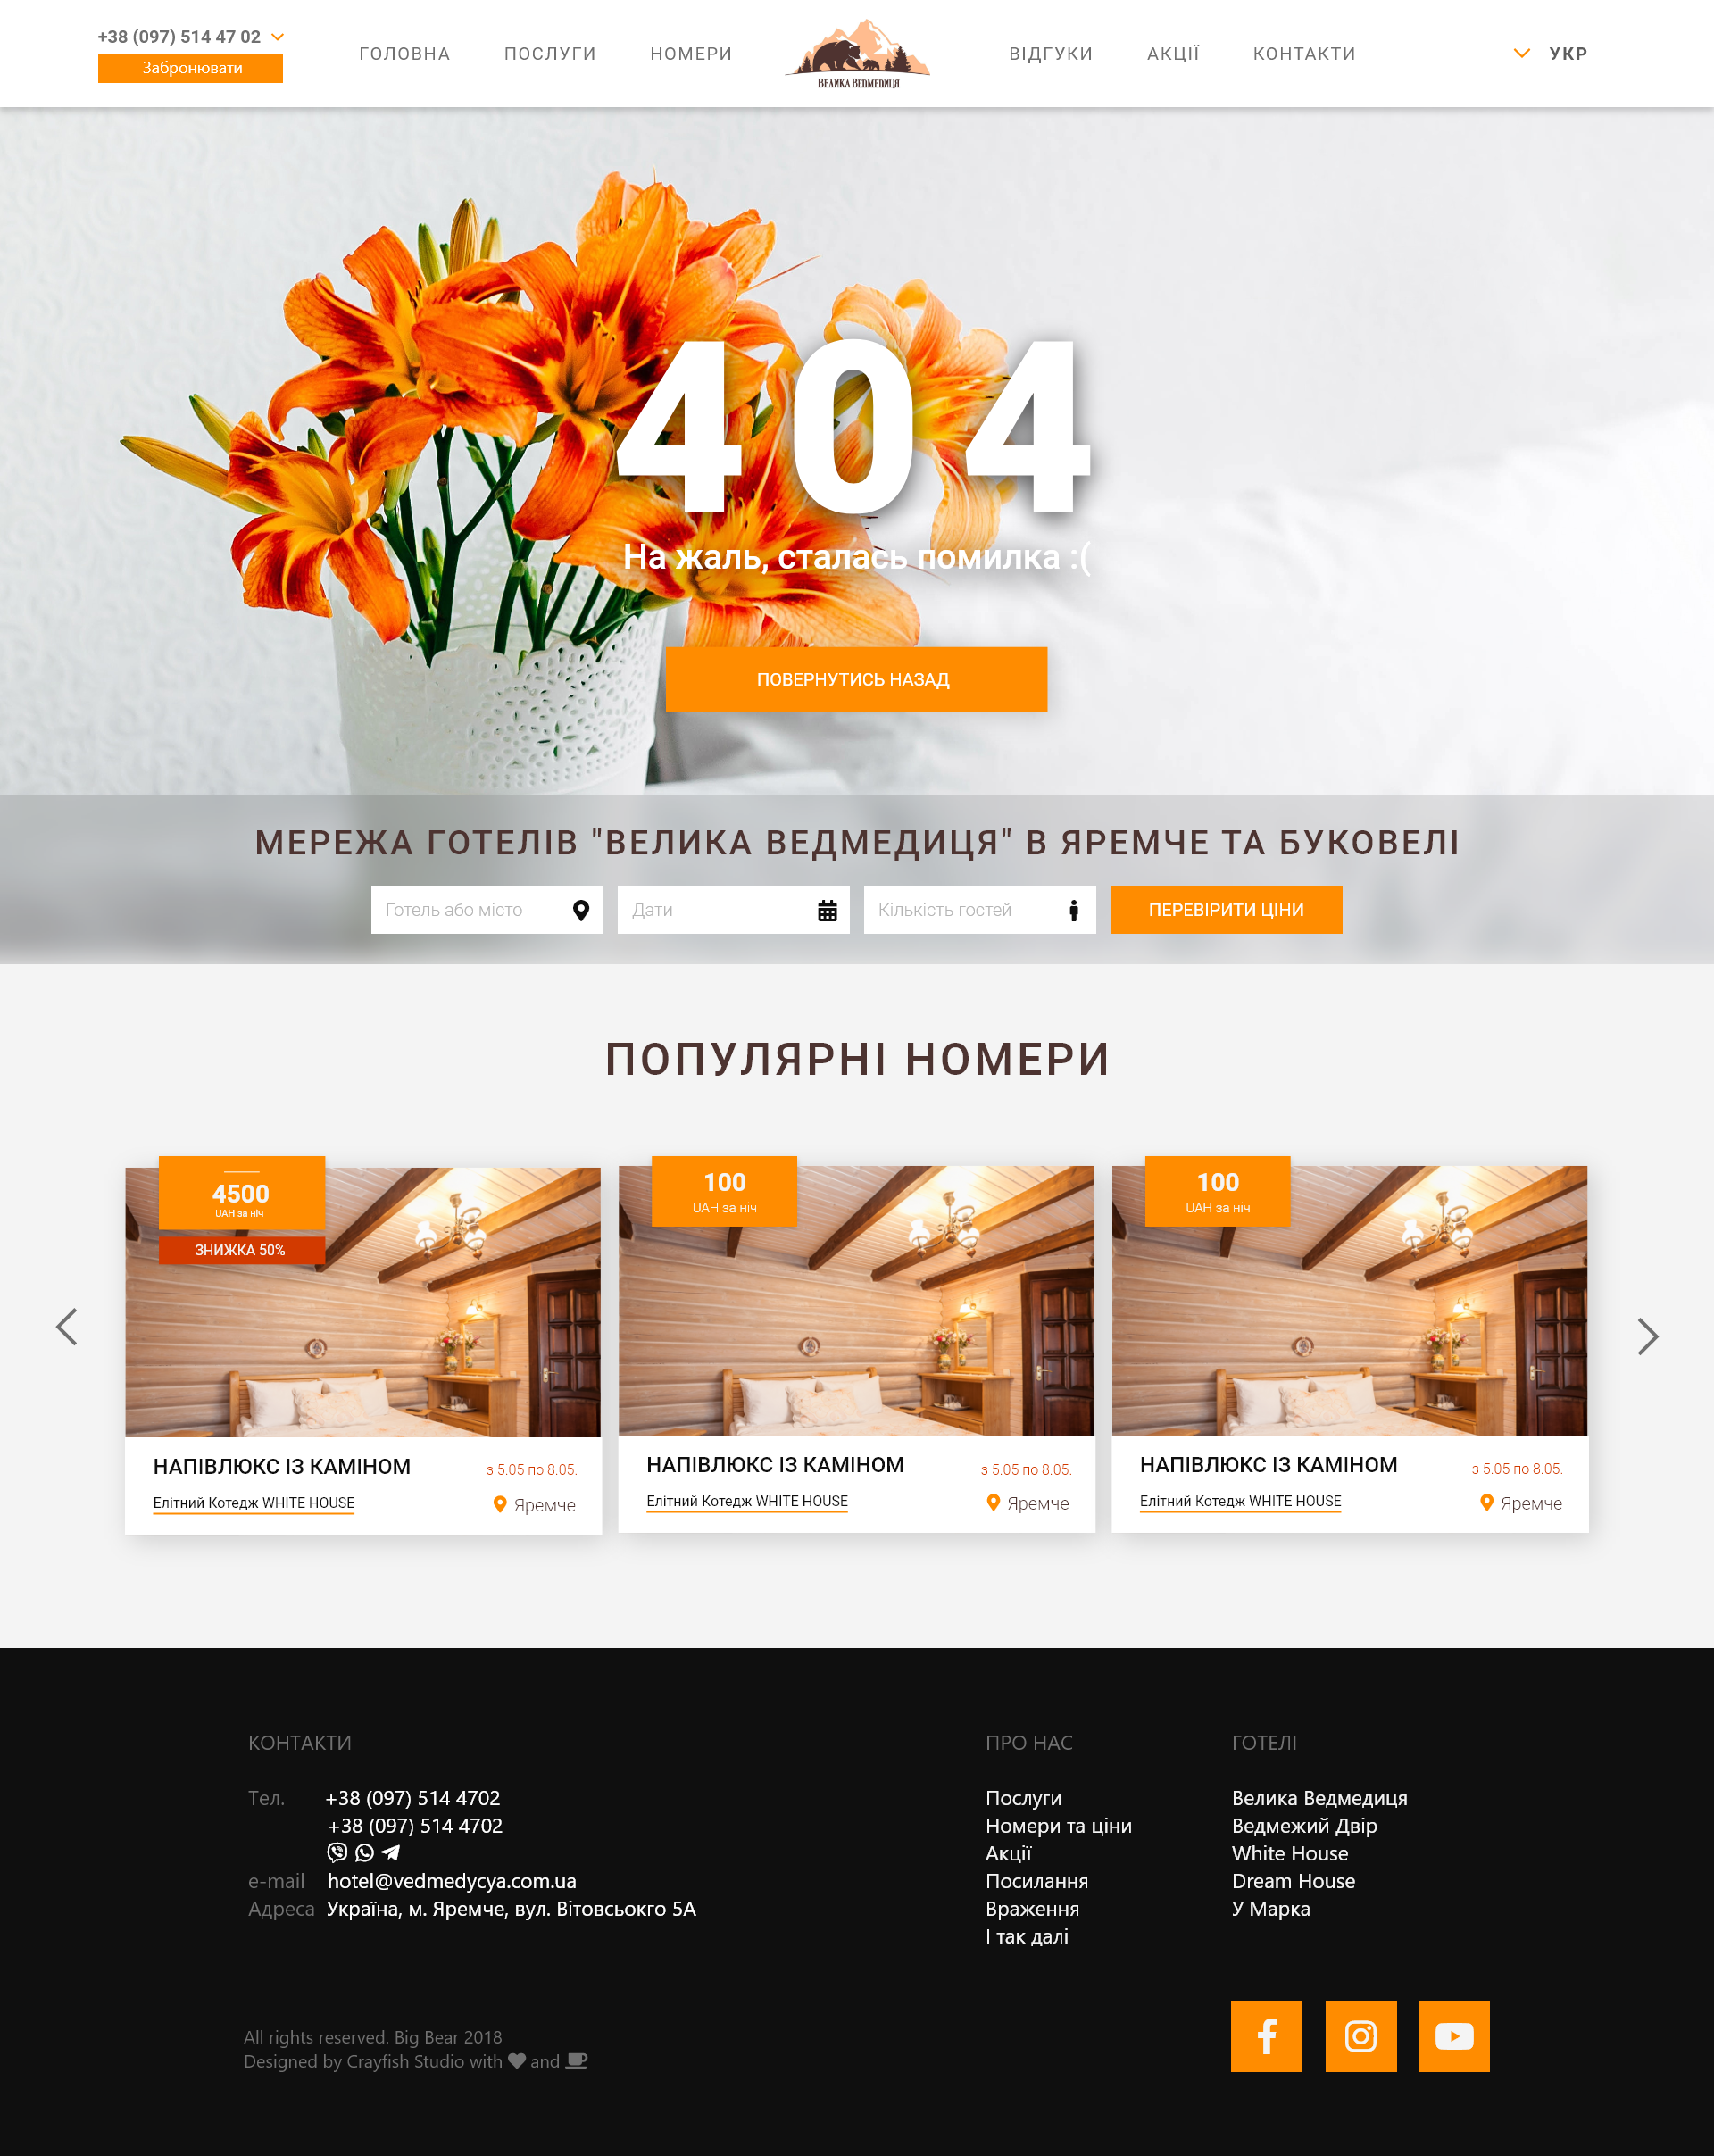 +38 (097) 514 47 02
Забронювати
ГОЛОВНА
ПОСЛУГИ
НОМЕРИ
ВЕЛИКА ВЕДМЕДИЦЯ
ВІДГУКИ
АКЦІЇ
КОНТАКТИ
УКР
404
На жаль, сталась помилка :(
ПОВЕРНУТИСЬ НАЗАД
МЕРЕЖА ГОТЕЛІВ "ВЕЛИКА ВЕДМЕДИЦЯ" В ЯРЕМЧЕ ТА БУКОВЕЛІ
Готель або місто
Дати
Кількість гостей
ПЕРЕВІРИТИ ЦІНИ
ПОПУЛЯРНІ НОМЕРИ
4500
UAH за ніч
ЗНИЖКА 50%
НАПІВЛЮКС ІЗ КАМІНОМ
з 5.05 по 8.05.
Елітний Котедж WHITE HOUSE
Яремче
100
UAH за ніч
НАПІВЛЮКС ІЗ КАМІНОМ
з 5.05 по 8.05.
Елітний Котедж WHITE HOUSE
Яремче
100
UAH за ніч
НАПІВЛЮКС ІЗ КАМІНОМ
з 5.05 по 8.05.
Елітний Котедж WHITE HOUSE
Яремче
КОНТАКТИ
Тел. +38 (097) 514 4702
+38 (097) 514 4702
e-mail hotel@vedmedycya.com.ua
Адреса Україна, м. Яремче, вул. Вітовсьокго 5А
ПРО НАС
Послуги
Номери та ціни
Акції
Посилання
Враження
І так далі
ГОТЕЛІ
Велика Ведмедиця
Ведмежий Двір
White House
Dream House
У Марка
All rights reserved. Big Bear 2018
Designed by Crayfish Studio with and